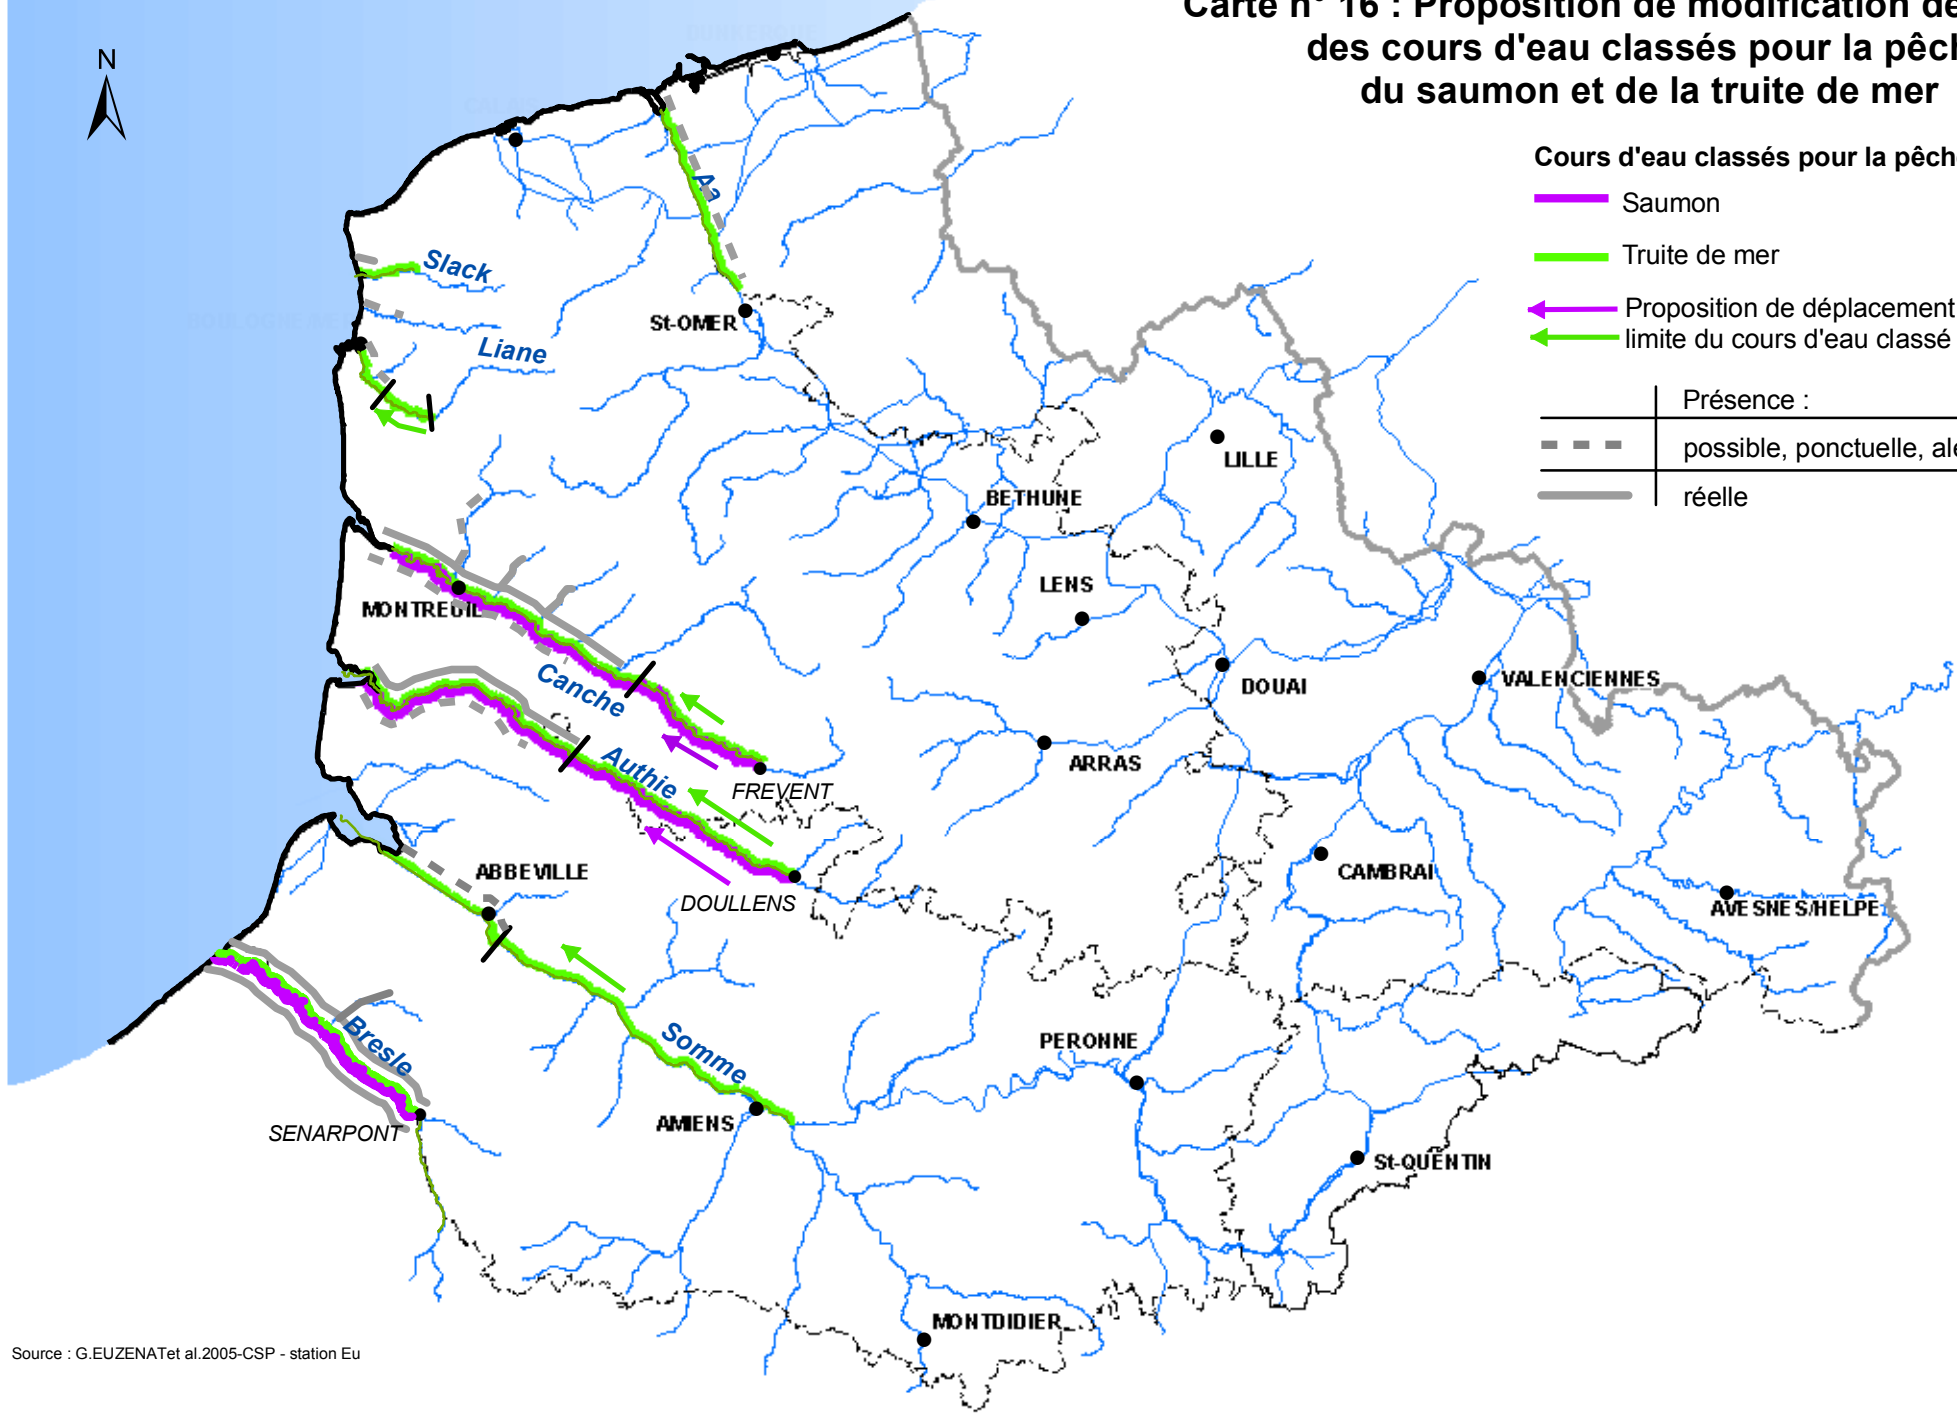 Carte n° 16 : Proposition de modification de
des cours d'eau classés pour la pêch
du saumon et de la truite de mer
N
DUNKERQUE
Cours d'eau classés pour la pêch
Saumon
Truite de mer
Proposition de déplacement
limite du cours d'eau classé
Présence :
possible, ponctuelle, alé
réelle
Aa
Slack
St-OMER
Liane
LILLE
BETHUNE
LENS
MONTREUIL
Canche
DOUAI
VALENCIENNES
Authie
ARRAS
FREVENT
ABBEVILLE
DOULLENS
CAMBRAI
AVESNES/HELPE
Bresle
Somme
PERONNE
SENARPONT
AMIENS
St-QUENTIN
MONTDIDIER
Source : G.EUZENATet al.2005-CSP - station Eu